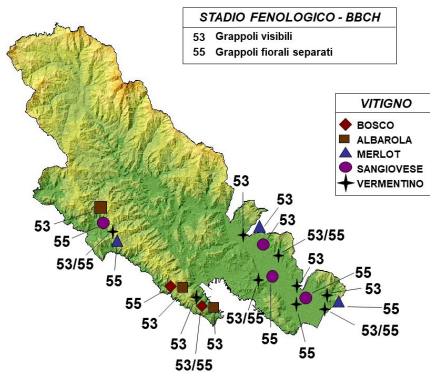 STADIO FENOLOGICO - BBCH
53 Grappoli visibili
55 Grappoli fiorali separati
VITIGNO
BOSCO
ALBAROLA
MERLOT
SANGIOVESE
VERMENTINO
53
53
53
53/55
53
55
53/55
55
53
55
55
53
53/55
55
55
53/55
53
53/55
55
53/55
53